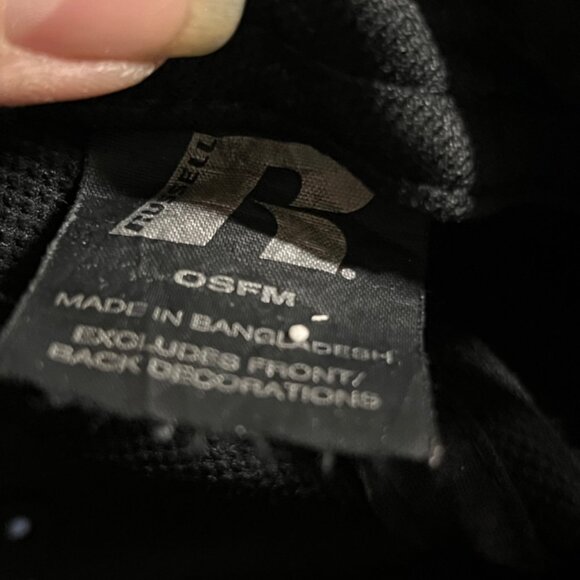 RUSSELL
R
OSFM
MADE IN BANGLADESH
EXCLUDES FRONT/
BACK DECORATIONS